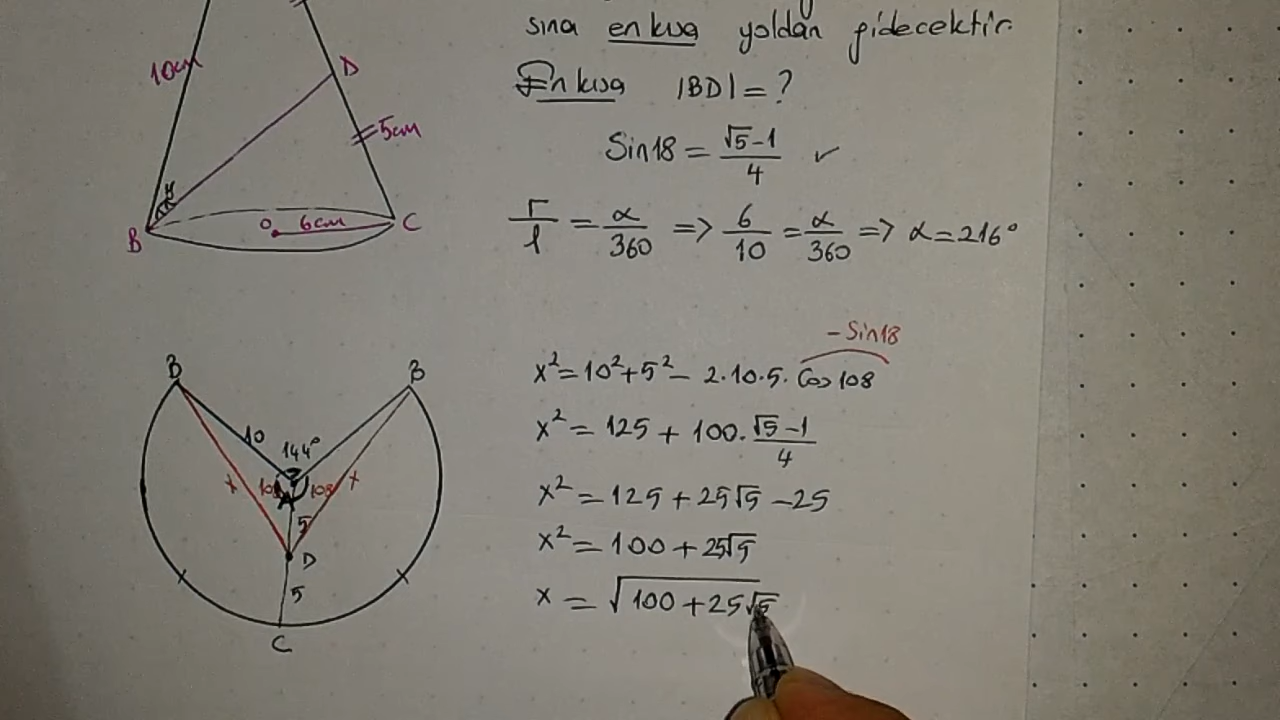 sına en kısa yoldan gidecektir.
En kısa |BD| = ?
Sin18 = (√5-1)/4 ✓
r/l = α/360 => 6/10 = α/360 => α = 216°
10cm
D
5cm
B
O
6cm
C
-Sin18
x² = 10² + 5² - 2.10.5. Cos 108
x² = 125 + 100. (√5-1)/4
x² = 125 + 25√5 - 25
x² = 100 + 25√5
x = √(100 + 25√5)
B
B
10
144°
x
108
x
A
5
D
5
C